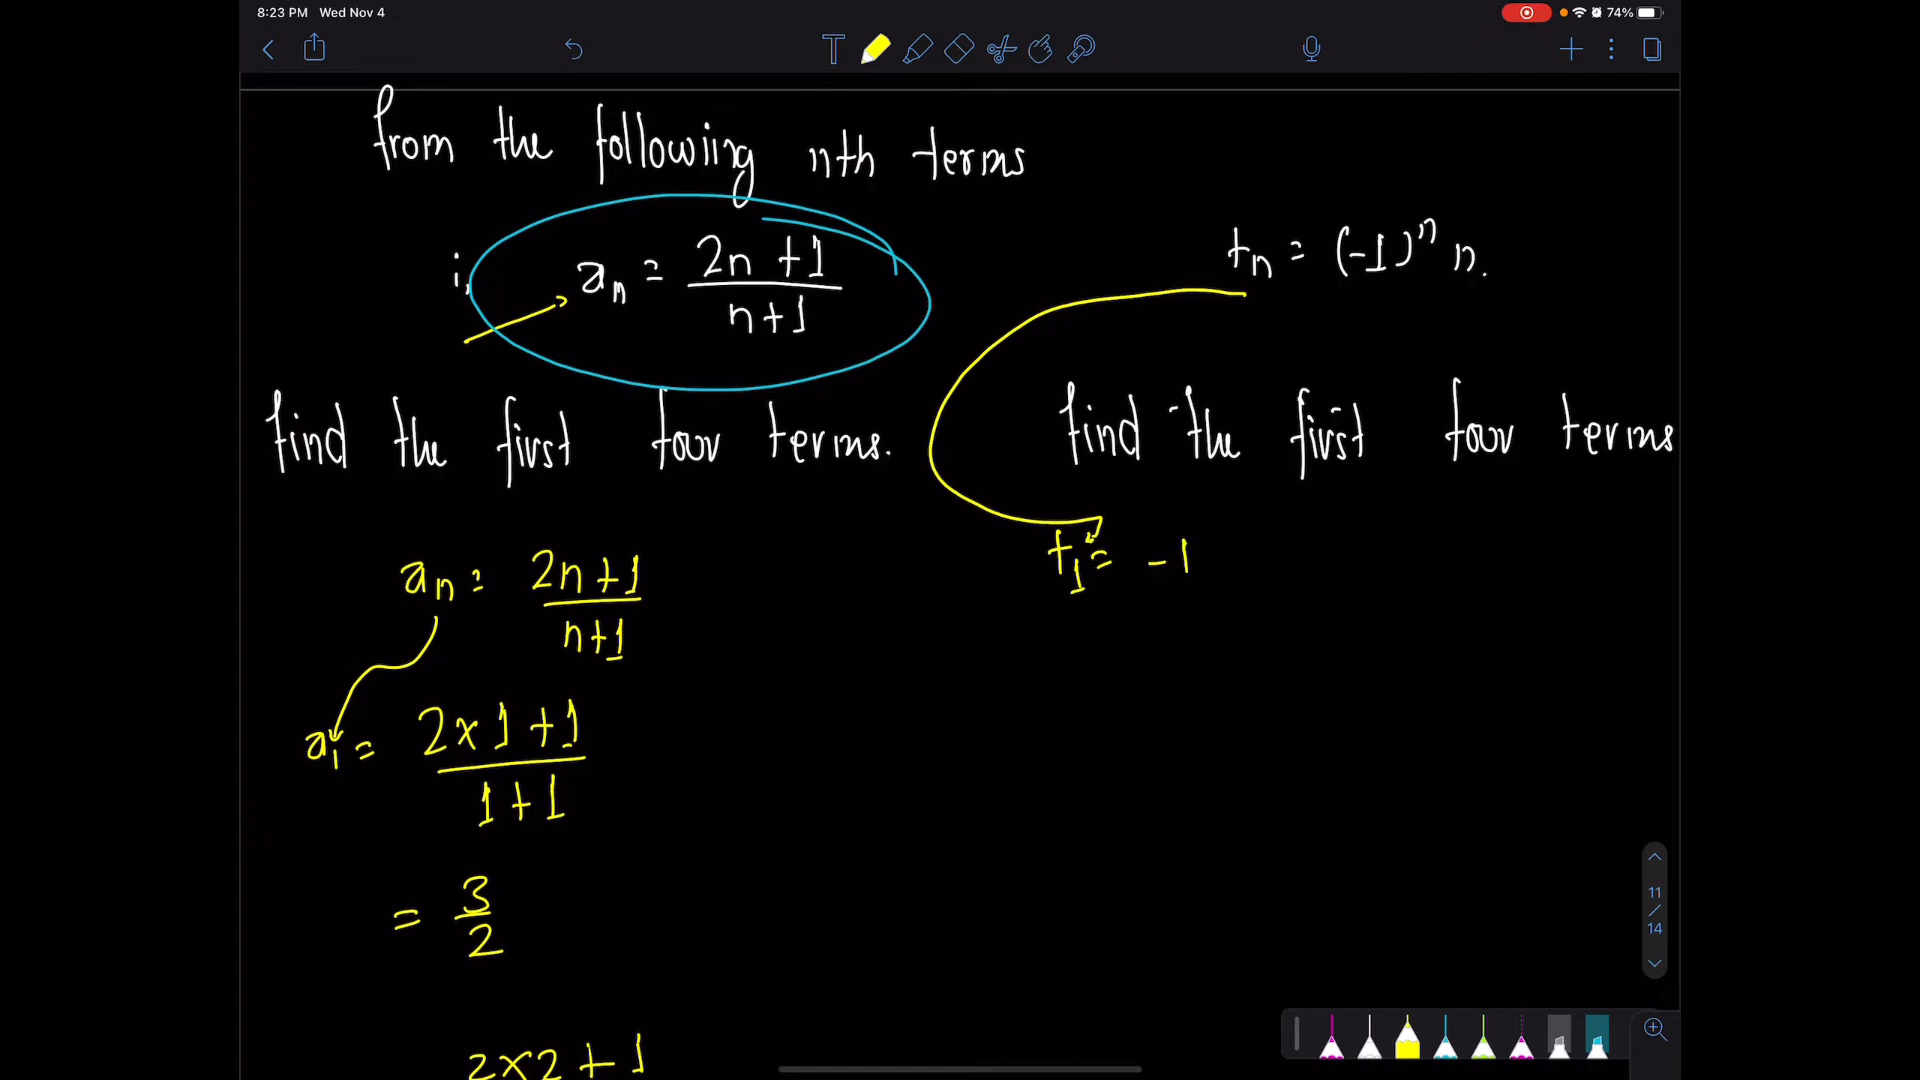 8:23 PM Wed Nov 4
74%
from the followiing nth terms
i, aₙ = (2n + 1)/(n + 1)
tₙ = (-1)ⁿ n.
find the first four terms.
find the first four terms
aₙ = (2n + 1)/(n + 1)
a₁ = (2 × 1 + 1)/(1 + 1)
= 3/2
2 × 2 + 1
t₁ = - 1
11
/
14